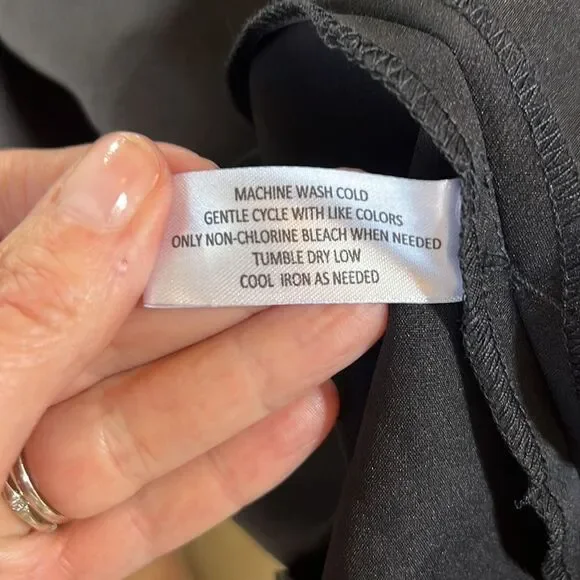 MACHINE WASH COLD
GENTLE CYCLE WITH LIKE COLORS
ONLY NON-CHLORINE BLEACH WHEN NEEDED
TUMBLE DRY LOW
COOL IRON AS NEEDED